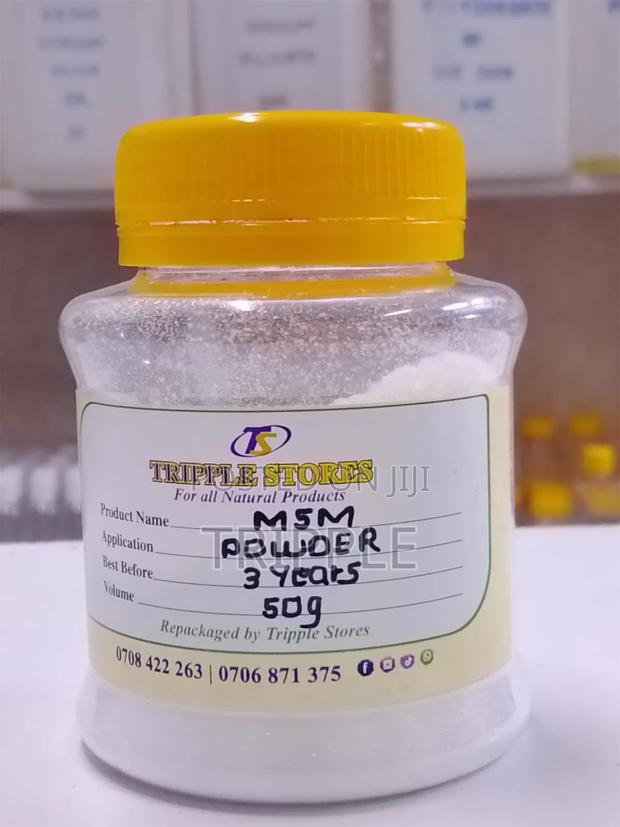 TS
TRIPPLE STORES
For all Natural Products
Product Name MSM
Application POWDER
Best Before 3 Years
Volume 50g
Repackaged by Tripple Stores
0708 422 263 | 0706 871 375
TRIPPLE